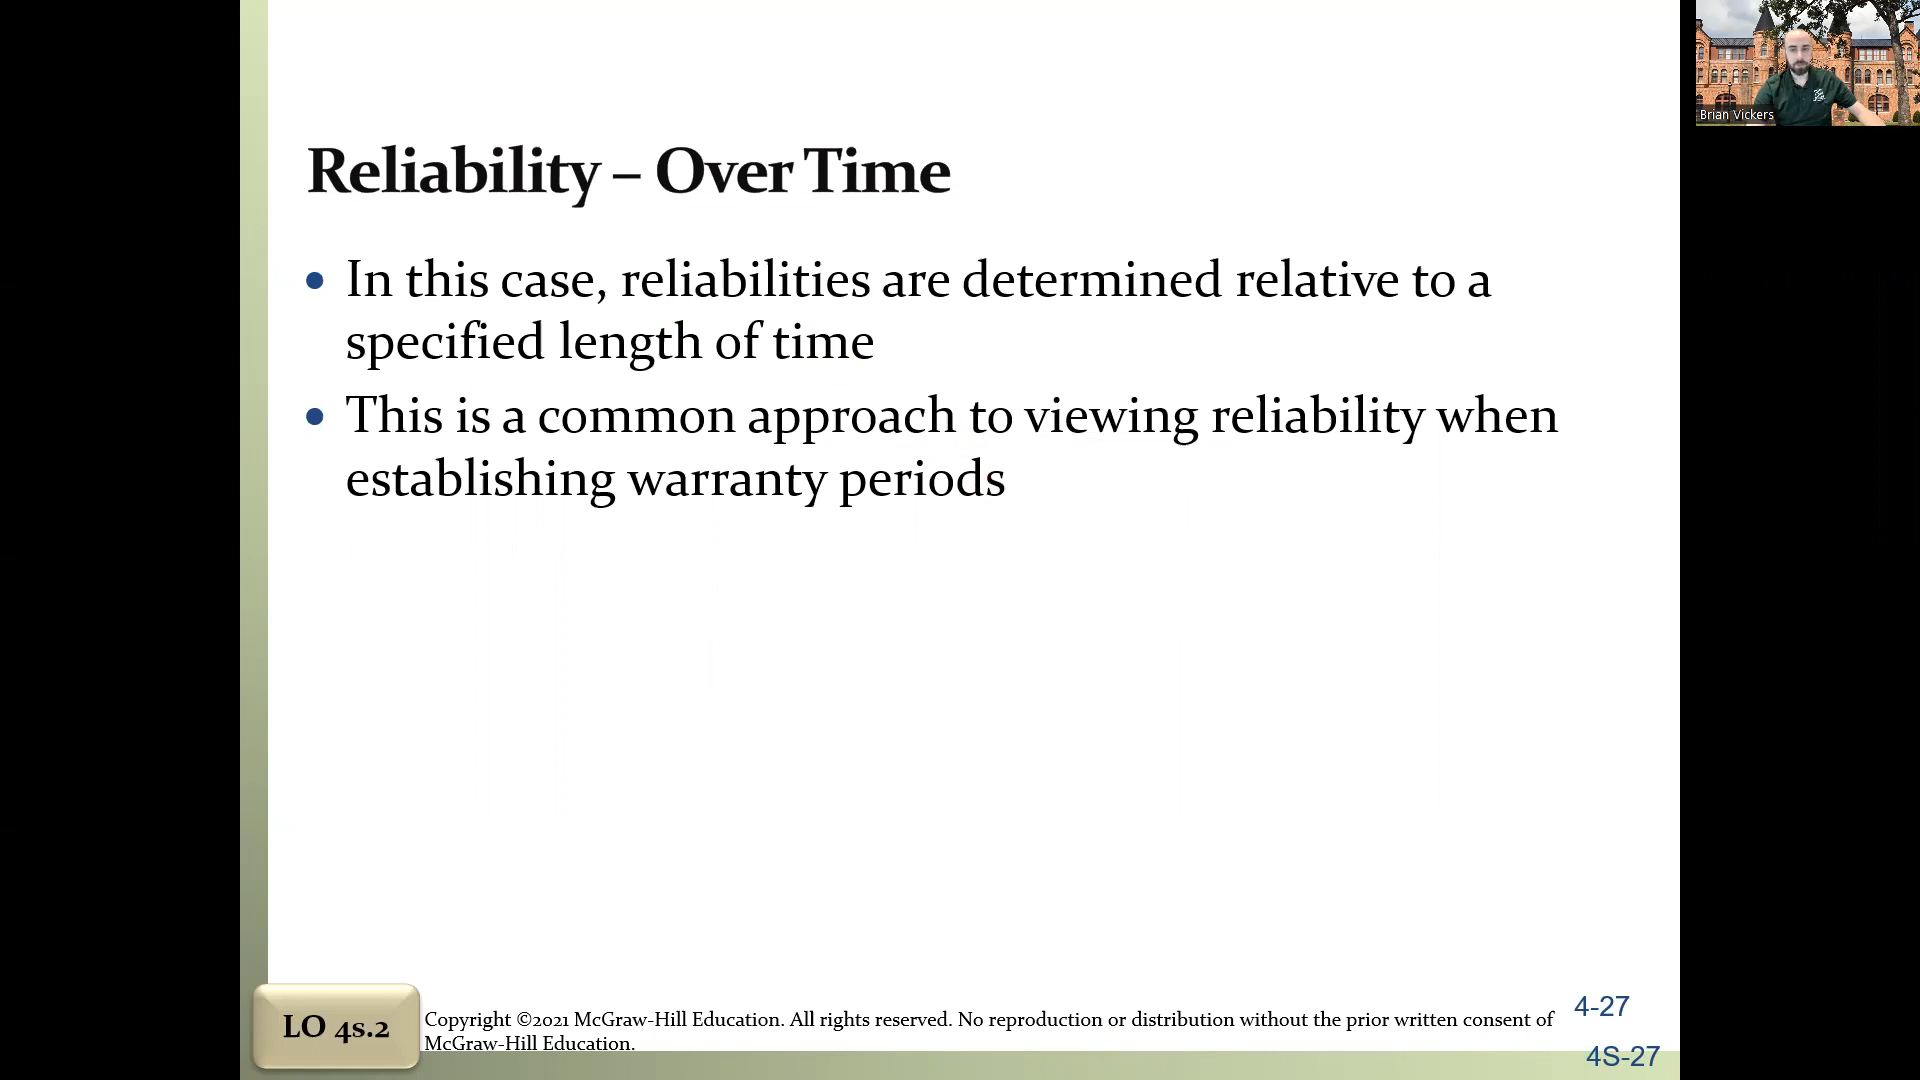 Brian Vickers
Reliability – Over Time
• In this case, reliabilities are determined relative to a
specified length of time
• This is a common approach to viewing reliability when
establishing warranty periods
LO 4s.2
Copyright ©2021 McGraw-Hill Education. All rights reserved. No reproduction or distribution without the prior written consent of
McGraw-Hill Education.
4-27
4S-27